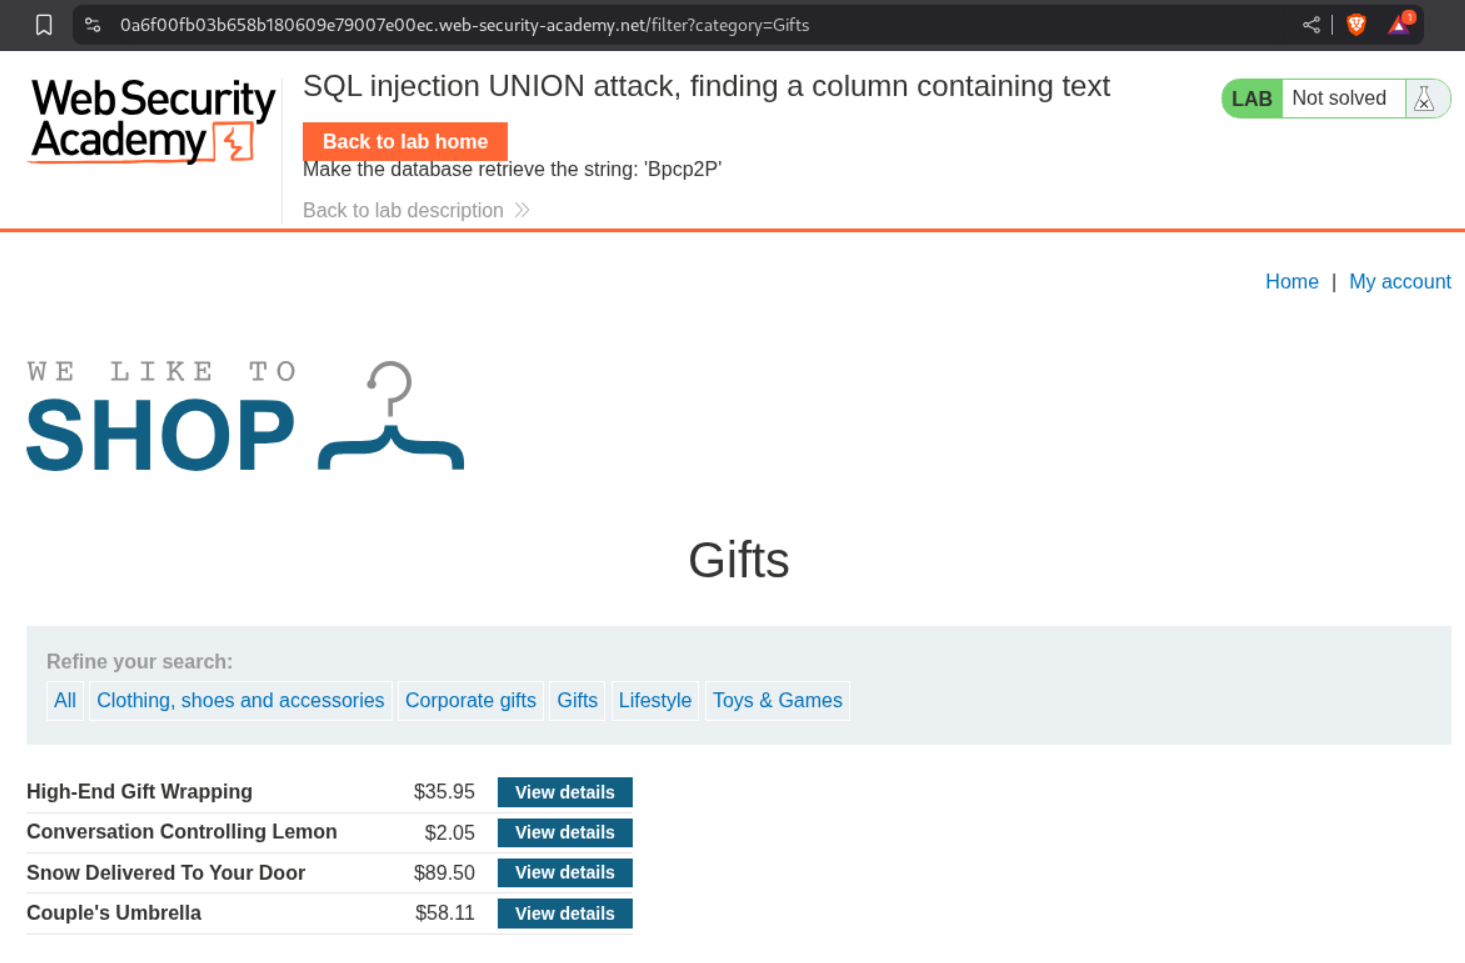 0a6f00fb03b658b180609e79007e00ec.web-security-academy.net/filter?category=Gifts
1
Web Security
Academy
SQL injection UNION attack, finding a column containing text
LAB Not solved
Back to lab home
Make the database retrieve the string: 'Bpcp2P'
Back to lab description
Home | My account
WE LIKE TO
SHOP
Gifts
Refine your search:
All Clothing, shoes and accessories Corporate gifts Gifts Lifestyle Toys & Games
High-End Gift Wrapping $35.95 View details
Conversation Controlling Lemon $2.05 View details
Snow Delivered To Your Door $89.50 View details
Couple's Umbrella $58.11 View details